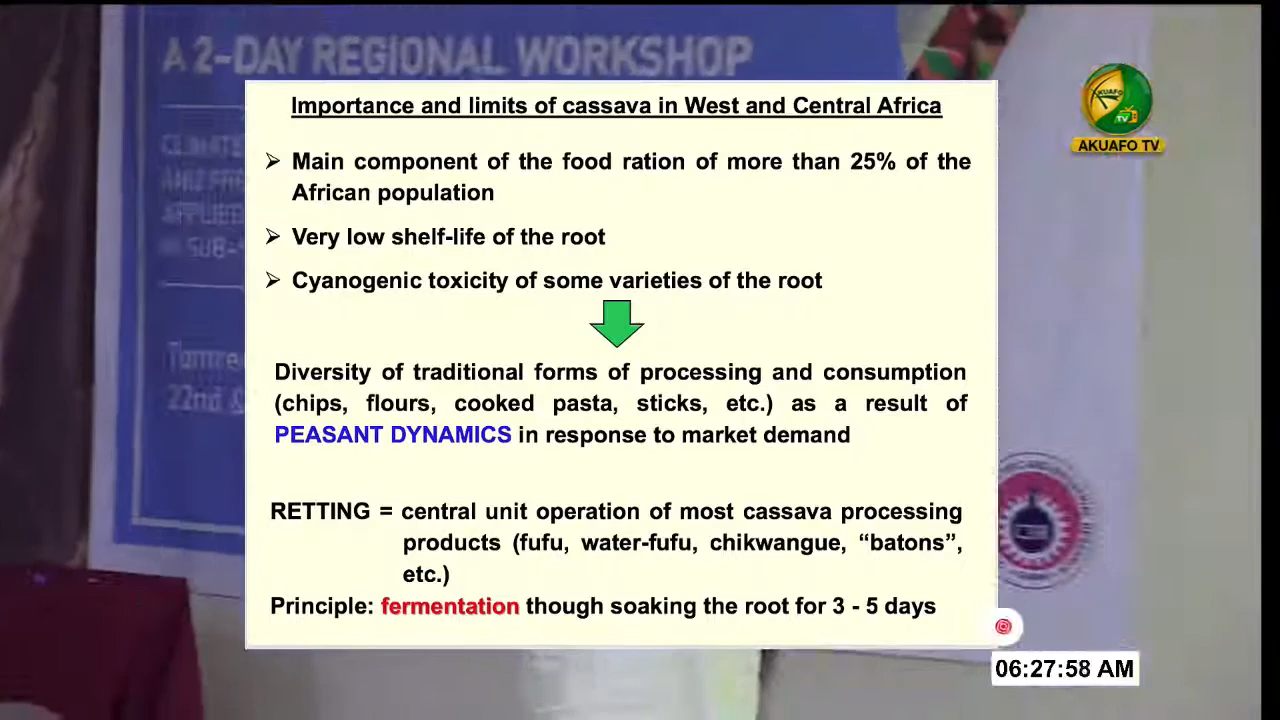 A 2-DAY REGIONAL WORKSHOP
Importance and limits of cassava in West and Central Africa
➢ Main component of the food ration of more than 25% of the
African population
➢ Very low shelf-life of the root
➢ Cyanogenic toxicity of some varieties of the root
Diversity of traditional forms of processing and consumption
(chips, flours, cooked pasta, sticks, etc.) as a result of
PEASANT DYNAMICS in response to market demand
RETTING = central unit operation of most cassava processing
products (fufu, water-fufu, chikwangue, “batons”,
etc.)
Principle: fermentation though soaking the root for 3 - 5 days
AKUAFO
TV
AKUAFO TV
22nd &
06:27:58 AM